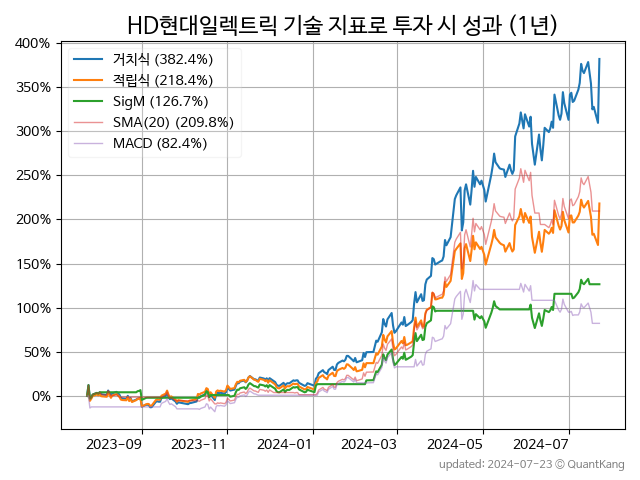 HD현대일렉트릭 기술 지표로 투자 시 성과 (1년)
400%
350%
300%
250%
200%
150%
100%
50%
0%
거치식 (382.4%)
적립식 (218.4%)
SigM (126.7%)
SMA(20) (209.8%)
MACD (82.4%)
2023-09 2023-11 2024-01 2024-03 2024-05 2024-07
updated: 2024-07-23 @ QuantKang